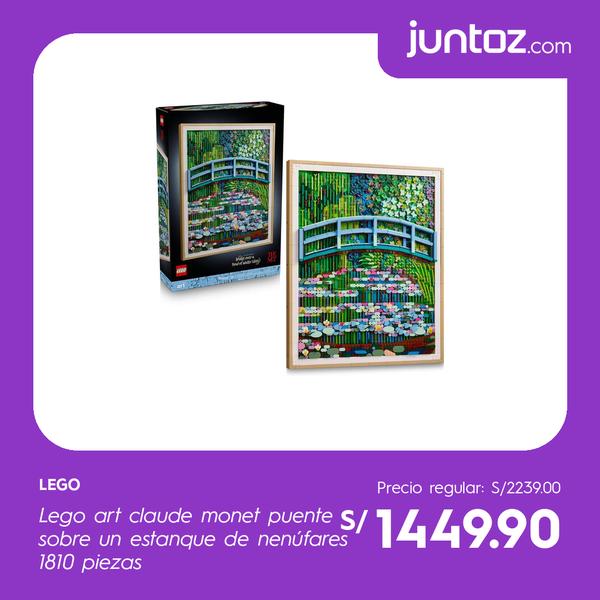 juntoz.com
LEGO
LEGO
Precio regular: S/2239.00
Lego art claude monet puente
sobre un estanque de nenúfares
1810 piezas
S/1449.90